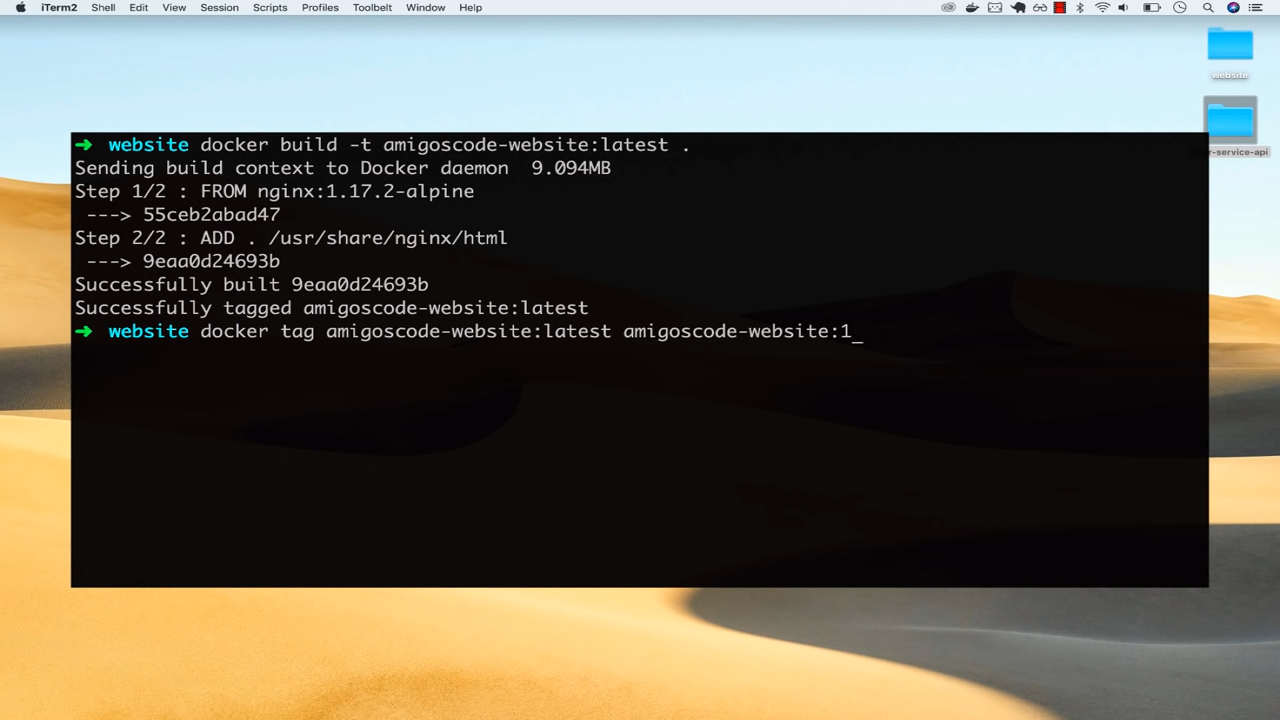 iTerm2 Shell Edit View Session Scripts Profiles Toolbelt Window Help
website
r-service-api
➜ website docker build -t amigoscode-website:latest .
Sending build context to Docker daemon 9.094MB
Step 1/2 : FROM nginx:1.17.2-alpine
---> 55ceb2abad47
Step 2/2 : ADD . /usr/share/nginx/html
---> 9eaa0d24693b
Successfully built 9eaa0d24693b
Successfully tagged amigoscode-website:latest
➜ website docker tag amigoscode-website:latest amigoscode-website:1_